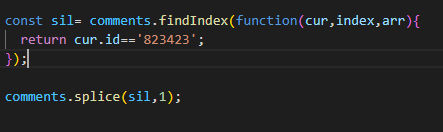 const sil= comments.findIndex(function(cur,index,arr){
return cur.id=='823423';
});
comments.splice(sil,1);